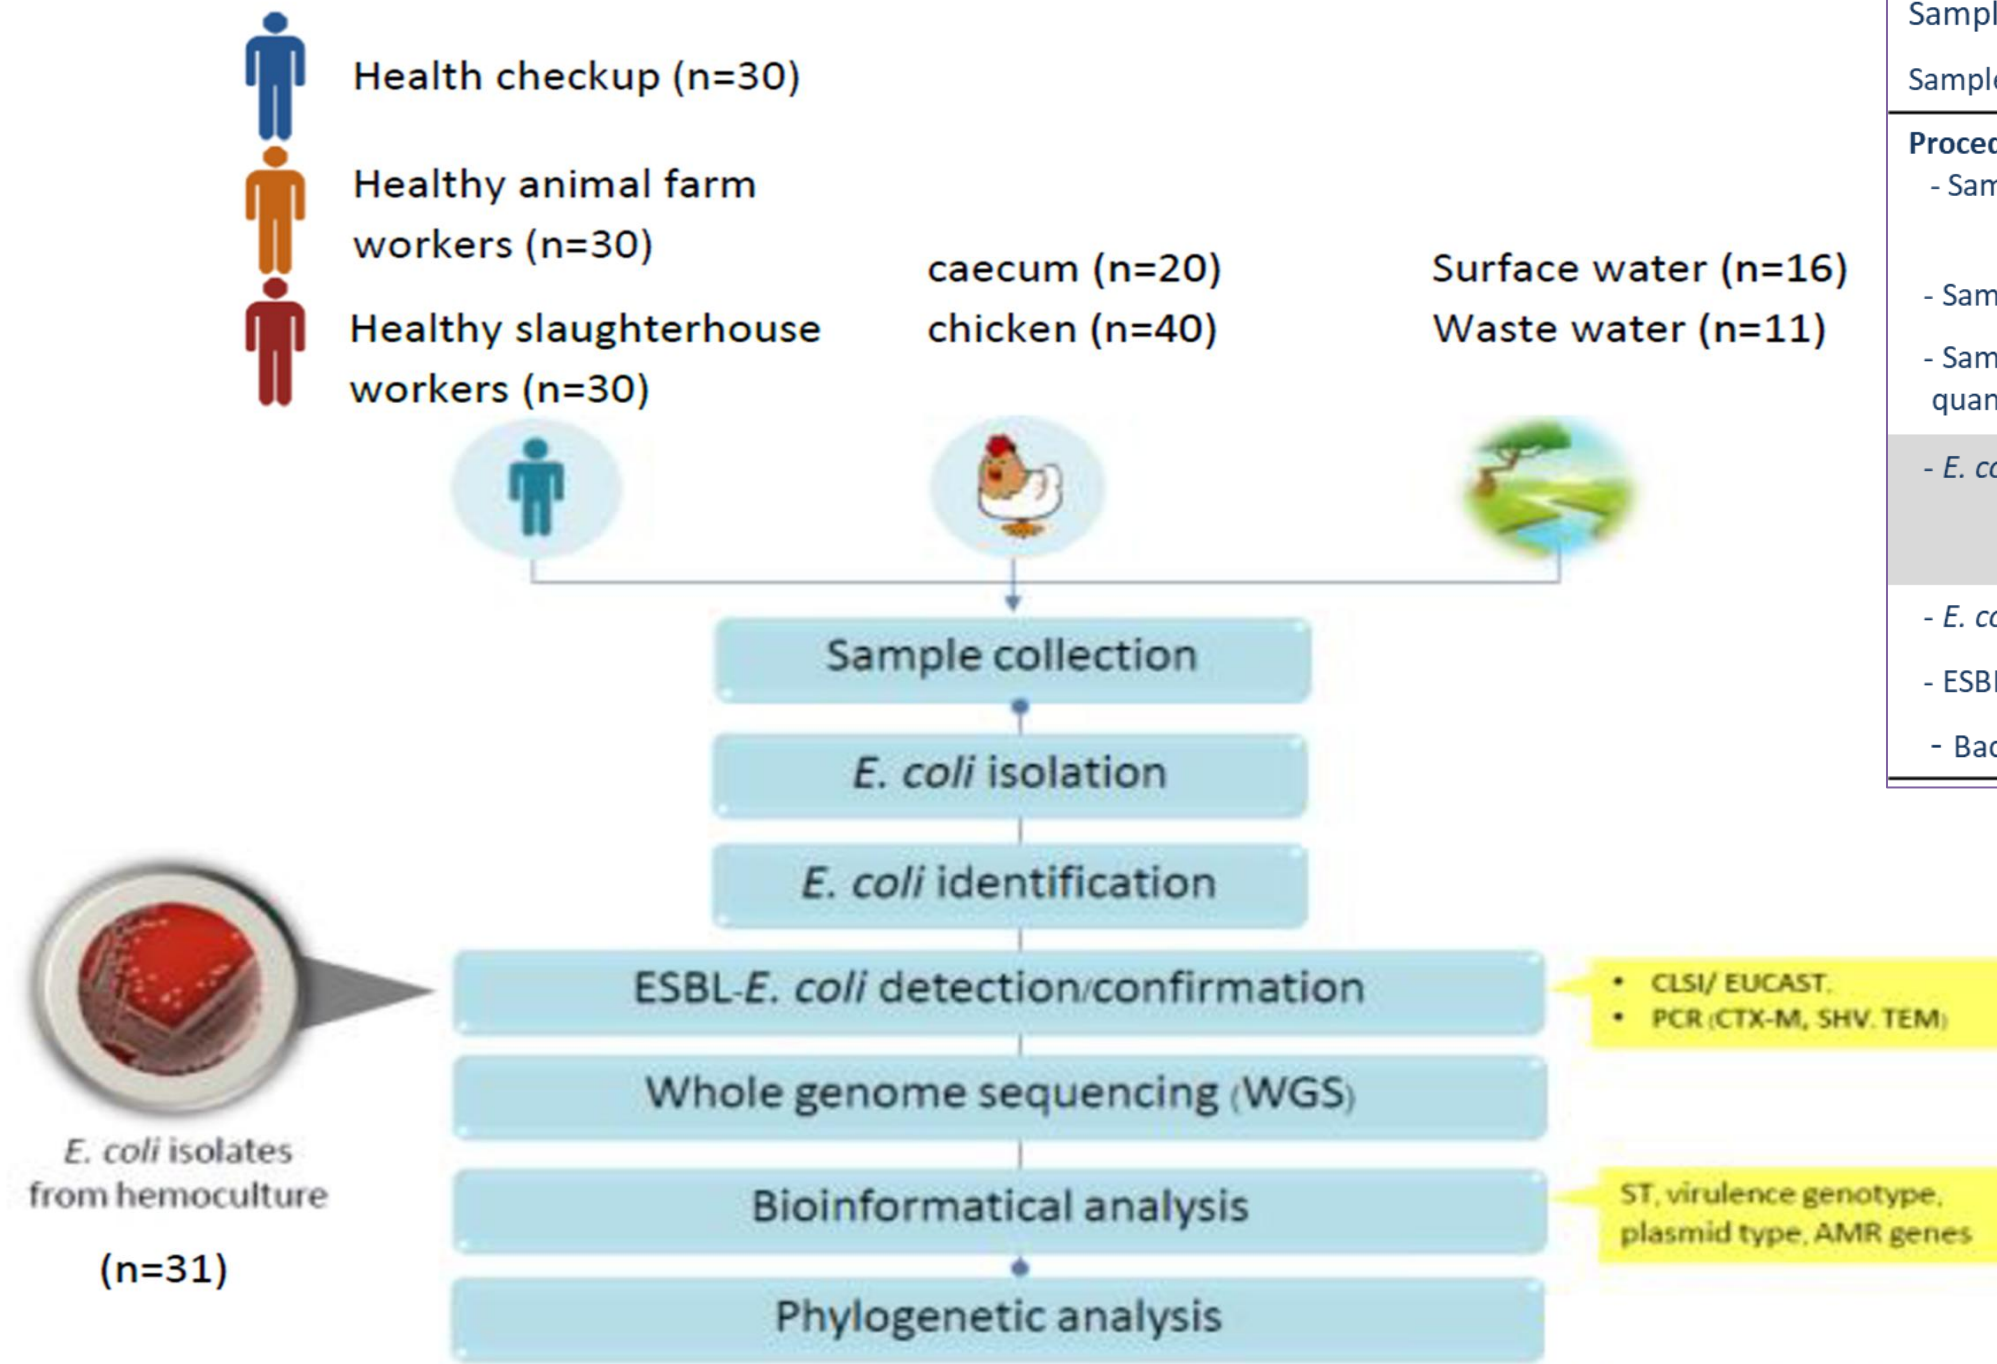 Health checkup (n=30)
Healthy animal farm
workers (n=30)
Healthy slaughterhouse
workers (n=30)
caecum (n=20)
chicken (n=40)
Surface water (n=16)
Waste water (n=11)
Sample collection
E. coli isolation
E. coli identification
ESBL-E. coli detection/confirmation
• CLSI/ EUCAST.
• PCR (CTX-M, SHV. TEM)
Whole genome sequencing (WGS)
Bioinformatical analysis
ST, virulence genotype,
plasmid type, AMR genes
Phylogenetic analysis
E. coli isolates
from hemoculture
(n=31)
- E.
- E.